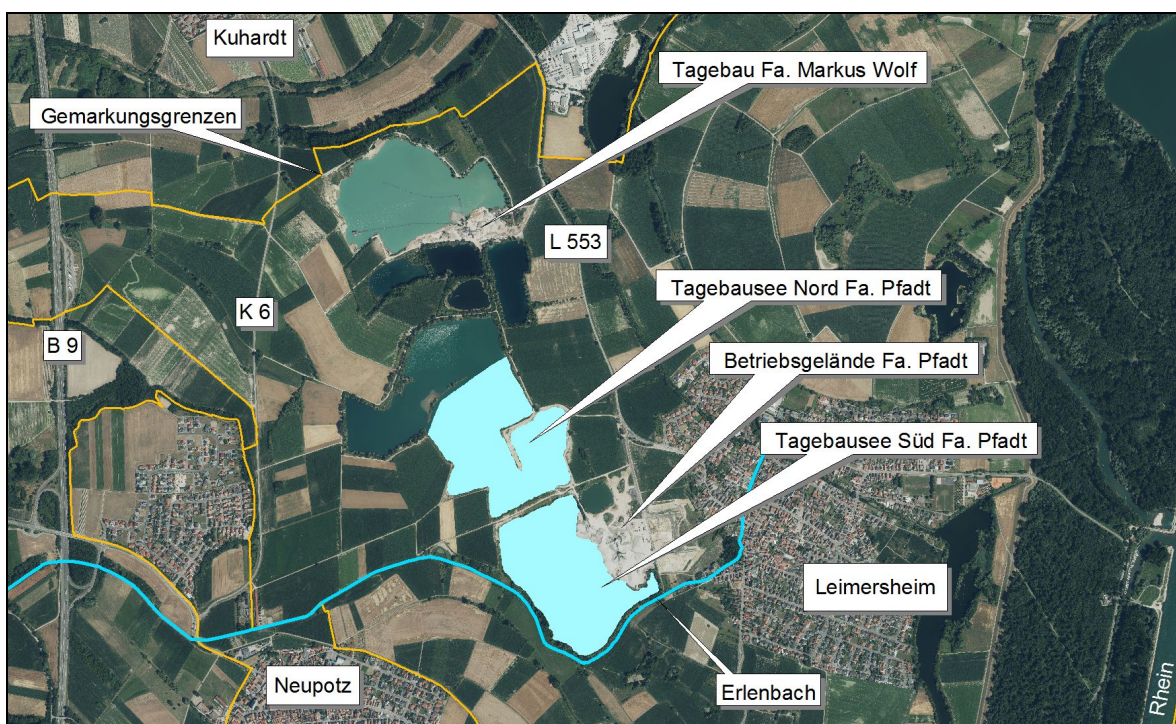 Kuhardt
Tagebau Fa. Markus Wolf
Gemarkungsgrenzen
L 553
Tagebausee Nord Fa. Pfadt
K 6
B 9
Betriebsgelände Fa. Pfadt
Tagebausee Süd Fa. Pfadt
Leimersheim
Neupotz
Erlenbach
Rhein